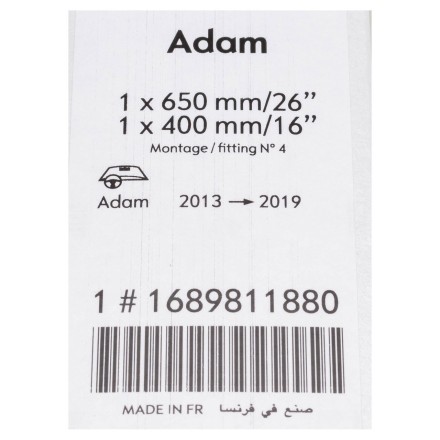 Adam
1 x 650 mm/26”
1 x 400 mm/16”
Montage / fitting N° 4
Adam 2013 → 2019
1 # 1689811880
MADE IN FR صنع في فرنسا